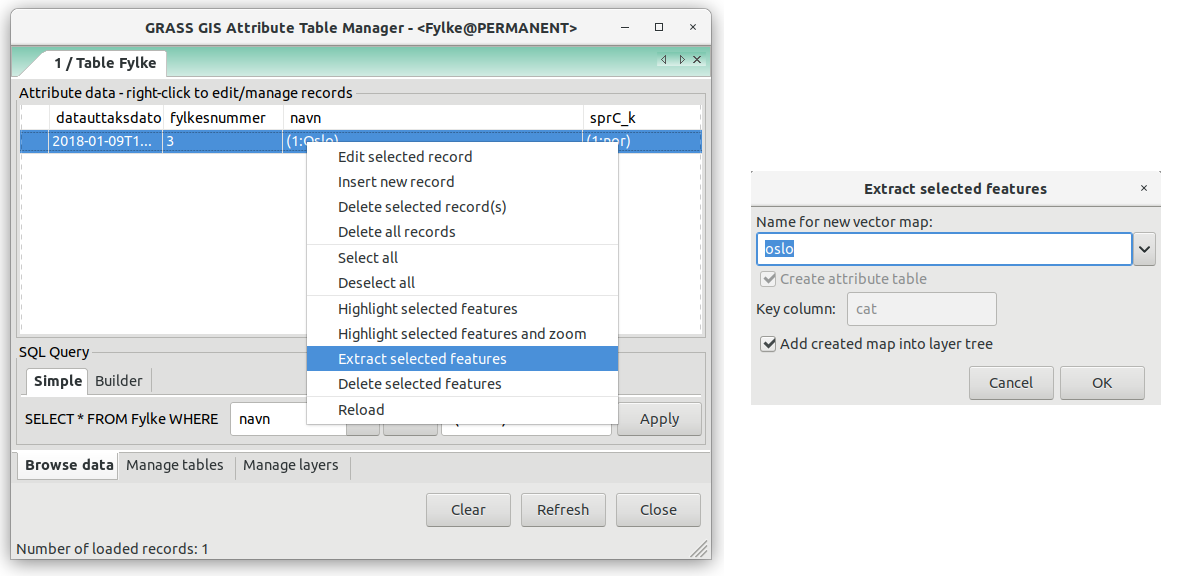 GRASS GIS Attribute Table Manager - <Fylke@PERMANENT>
1 / Table Fylke
Attribute data - right-click to edit/manage records
datauttaksdato fylkesnummer navn sprC_k
2018-01-09T1... 3 (1:Oslo) (1:nor)
Edit selected record
Insert new record
Delete selected record(s)
Delete all records
Select all
Deselect all
Highlight selected features
Highlight selected features and zoom
Extract selected features
Delete selected features
Reload
SQL Query
Simple Builder
SELECT * FROM Fylke WHERE navn Apply
Browse data Manage tables Manage layers
Clear Refresh Close
Number of loaded records: 1
Extract selected features
Name for new vector map:
oslo
Create attribute table
Key column: cat
Add created map into layer tree
Cancel OK